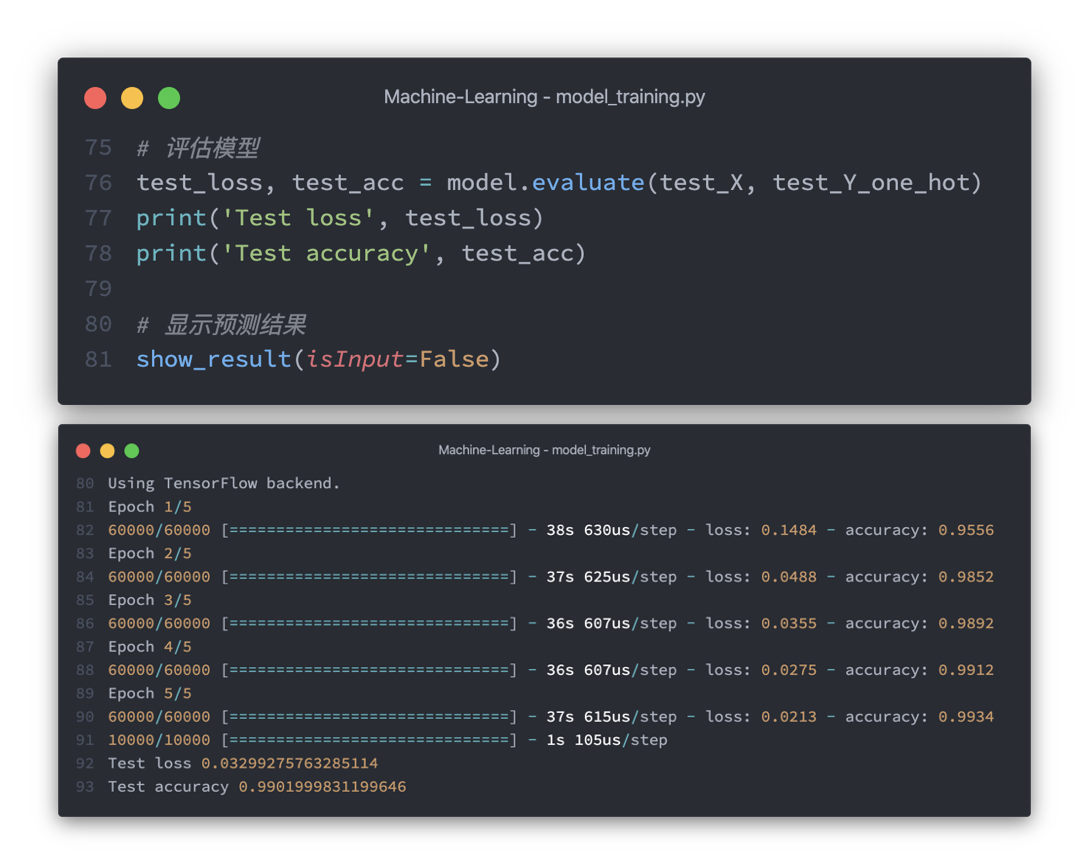 Machine-Learning - model_training.py
75 # 评估模型
76 test_loss, test_acc = model.evaluate(test_X, test_Y_one_hot)
77 print('Test loss', test_loss)
78 print('Test accuracy', test_acc)
79
80 # 显示预测结果
81 show_result(isInput=False)
Machine-Learning - model_training.py
80 Using TensorFlow backend.
81 Epoch 1/5
82 60000/60000 [==============================] - 38s 630us/step - loss: 0.1484 - accuracy: 0.9556
83 Epoch 2/5
84 60000/60000 [==============================] - 37s 625us/step - loss: 0.0488 - accuracy: 0.9852
85 Epoch 3/5
86 60000/60000 [==============================] - 36s 607us/step - loss: 0.0355 - accuracy: 0.9892
87 Epoch 4/5
88 60000/60000 [==============================] - 36s 607us/step - loss: 0.0275 - accuracy: 0.9912
89 Epoch 5/5
90 60000/60000 [==============================] - 37s 615us/step - loss: 0.0213 - accuracy: 0.9934
91 10000/10000 [==============================] - 1s 105us/step
92 Test loss 0.03299275763285114
93 Test accuracy 0.9901999831199646